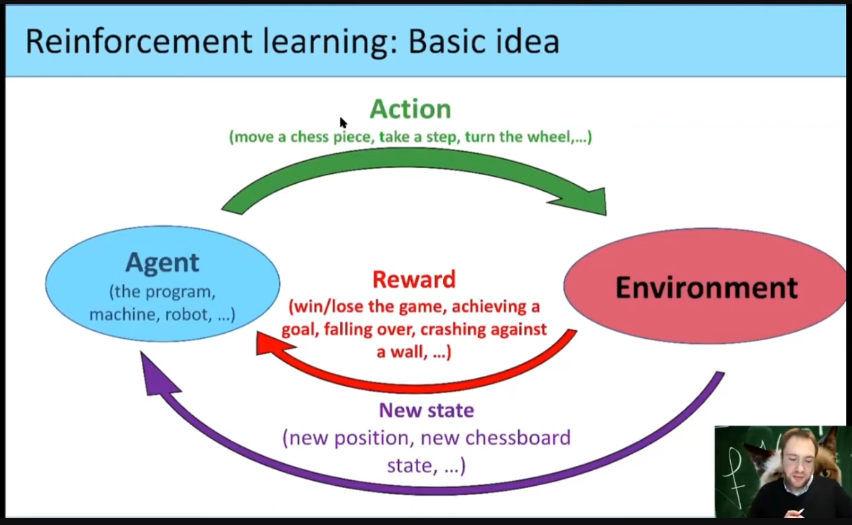 Reinforcement learning: Basic idea
Action
(move a chess piece, take a step, turn the wheel,...)
Agent
(the program,
machine, robot, ...)
Reward
(win/lose the game, achieving a
goal, falling over, crashing against
a wall, ...)
Environment
New state
(new position, new chessboard
state, ...)